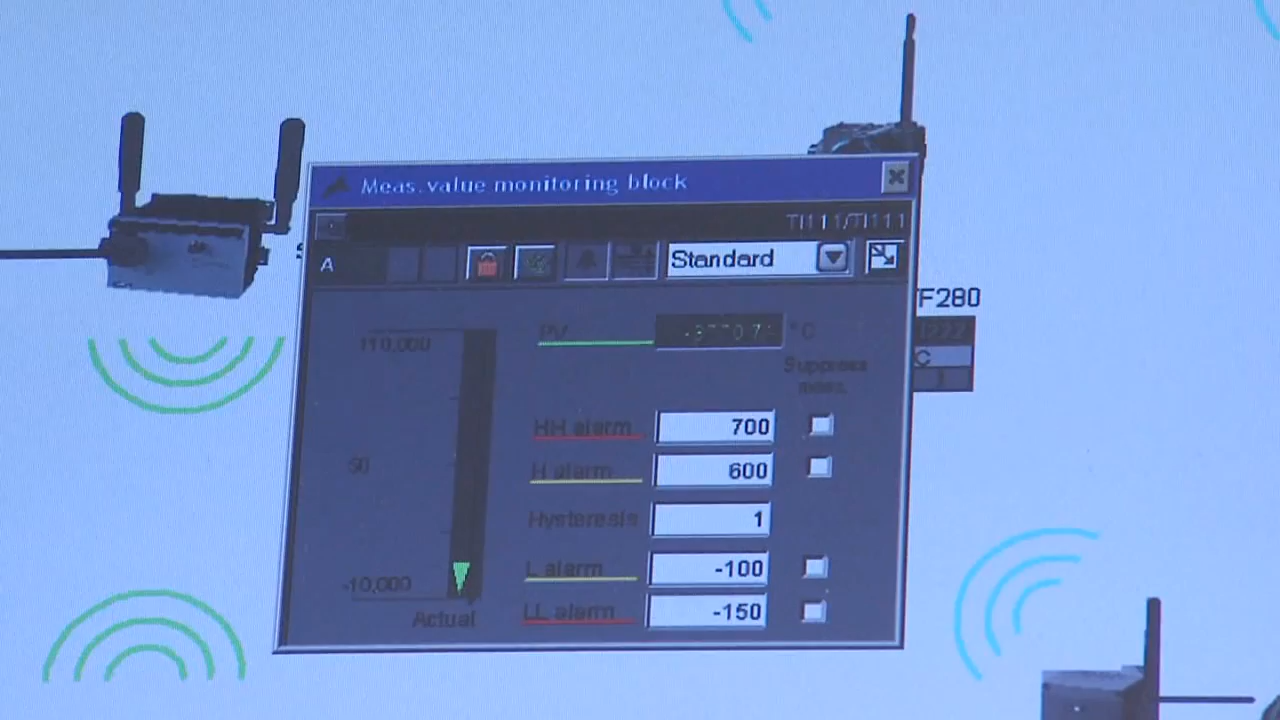 Meas. value monitoring block
TI111/TI111
A
Standard
F280
110,000
PV
°C
C
Suppress
meas.
HH alarm 700
50
H alarm 600
Hysteresis 1
L alarm -100
-10,000
LL alarm -150
Actual